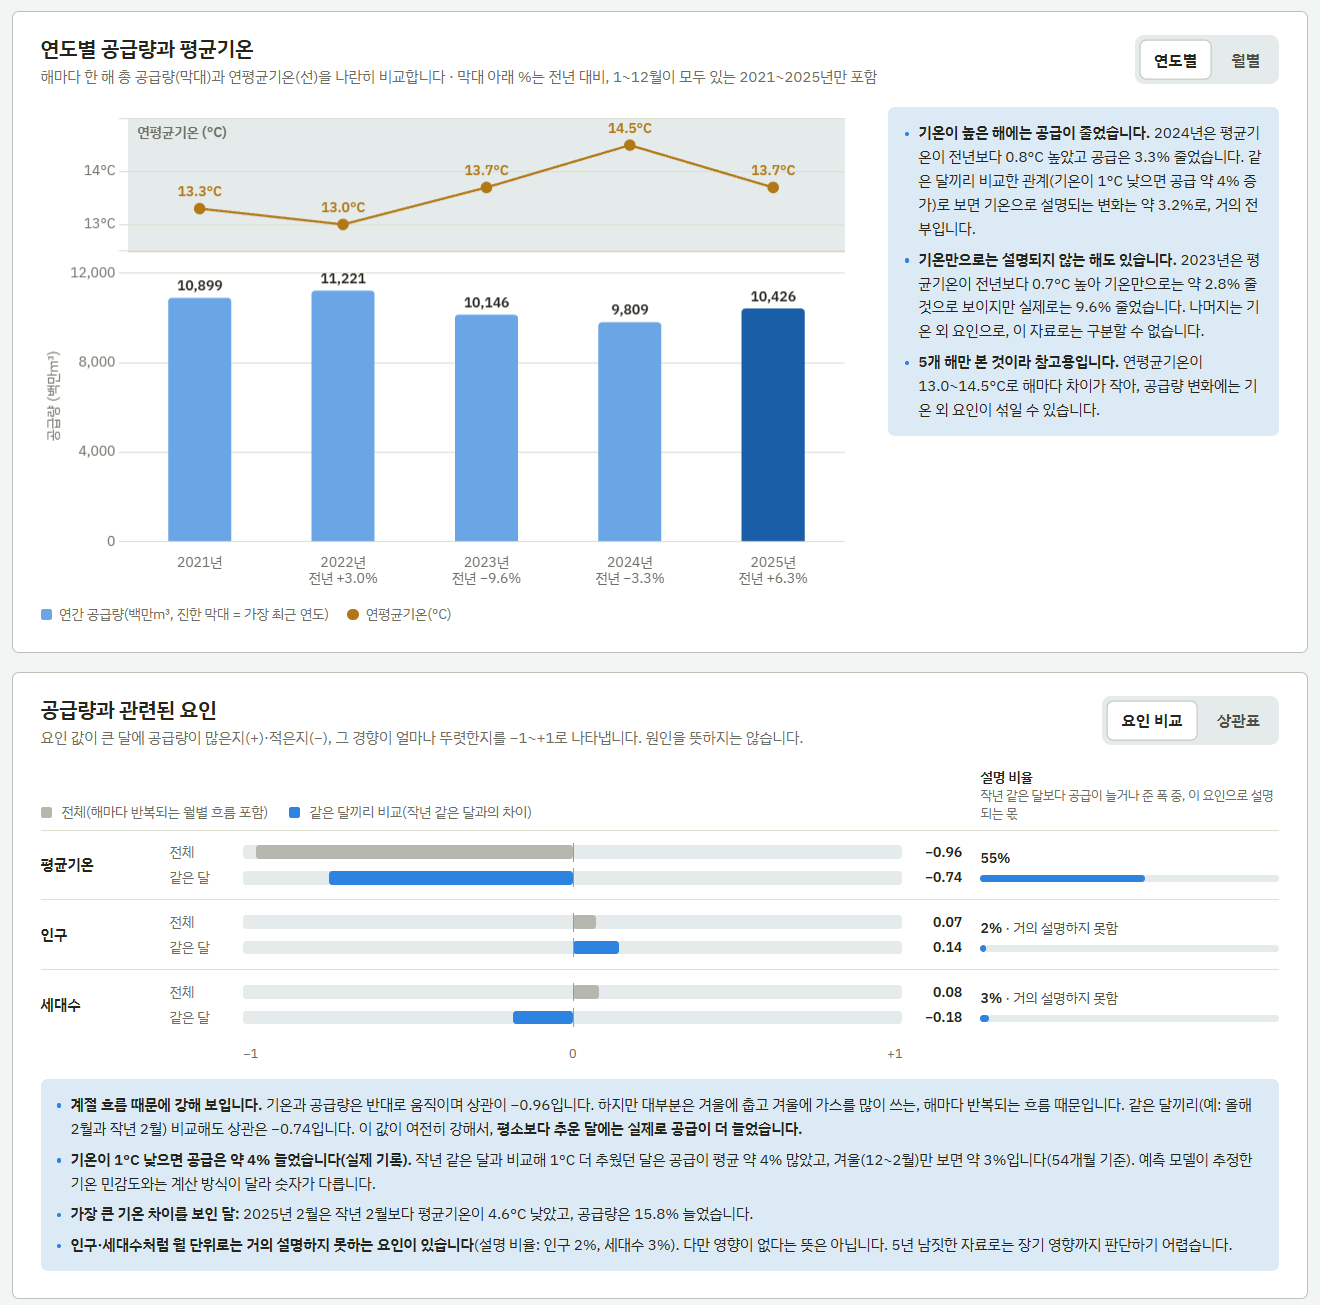 연도별 공급량과 평균기온
해마다 한 해 총 공급량(막대)과 연평균기온(선)을 나란히 비교합니다 · 막대 아래 %는 전년 대비, 1~12월이 모두 있는 2021~2025년만 포함
연도별
월별
연평균기온 (°C)
14°C
13°C
13.3°C
13.0°C
13.7°C
14.5°C
13.7°C
12,000
8,000
4,000
0
공급량 (백만m³)
10,899
11,221
10,146
9,809
10,426
2021년
2022년
전년 +3.0%
2023년
전년 −9.6%
2024년
전년 −3.3%
2025년
전년 +6.3%
연간 공급량(백만m³, 진한 막대 = 가장 최근 연도)
연평균기온(°C)
기온이 높은 해에는 공급이 줄었습니다. 2024년은 평균기
온이 전년보다 0.8°C 높았고 공급은 3.3% 줄었습니다. 같
은 달끼리 비교한 관계(기온이 1°C 낮으면 공급 약 4% 증
가)로 보면 기온으로 설명되는 변화는 약 3.2%로, 거의 전
부입니다.
기온만으로는 설명되지 않는 해도 있습니다. 2023년은 평
균기온이 전년보다 0.7°C 높아 기온만으로는 약 2.8% 줄
것으로 보이지만 실제로는 9.6% 줄었습니다. 나머지는 기
온 외 요인으로, 이 자료로는 구분할 수 없습니다.
5개 해만 본 것이라 참고용입니다. 연평균기온이
13.0~14.5°C로 해마다 차이가 작아, 공급량 변화에는 기
온 외 요인이 섞일 수 있습니다.
공급량과 관련된 요인
요인 값이 큰 달에 공급량이 많은지(+)·적은지(−), 그 경향이 얼마나 뚜렷한지를 −1~+1로 나타냅니다. 원인을 뜻하지는 않습니다.
요인 비교
상관표
전체(해마다 반복되는 월별 흐름 포함)
같은 달끼리 비교(작년 같은 달과의 차이)
설명 비율
작년 같은 달보다 공급이 늘거나 준 폭 중, 이 요인으로 설명
되는 몫
평균기온
전체
−0.96
같은 달
−0.74
55%
인구
전체
0.07
같은 달
0.14
2% · 거의 설명하지 못함
세대수
전체
0.08
같은 달
−0.18
3% · 거의 설명하지 못함
−1
0
+1
계절 흐름 때문에 강해 보입니다. 기온과 공급량은 반대로 움직이며 상관이 −0.96입니다. 하지만 대부분은 겨울에 춥고 겨울에 가스를 많이 쓰는, 해마다 반복되는 흐름 때문입니다. 같은 달끼리(예: 올해
2월과 작년 2월) 비교해도 상관은 −0.74입니다. 이 값이 여전히 강해서, 평소보다 추운 달에는 실제로 공급이 더 늘었습니다.
기온이 1°C 낮으면 공급은 약 4% 늘었습니다(실제 기록). 작년 같은 달과 비교해 1°C 더 추웠던 달은 공급이 평균 약 4% 많았고, 겨울(12~2월)만 보면 약 3%입니다(54개월 기준). 예측 모델이 추정한
기온 민감도와는 계산 방식이 달라 숫자가 다릅니다.
가장 큰 기온 차이를 보인 달: 2025년 2월은 작년 2월보다 평균기온이 4.6°C 낮았고, 공급량은 15.8% 늘었습니다.
인구·세대수처럼 월 단위로는 거의 설명하지 못하는 요인이 있습니다(설명 비율: 인구 2%, 세대수 3%). 다만 영향이 없다는 뜻은 아닙니다. 5년 남짓한 자료로는 장기 영향까지 판단하기 어렵습니다.